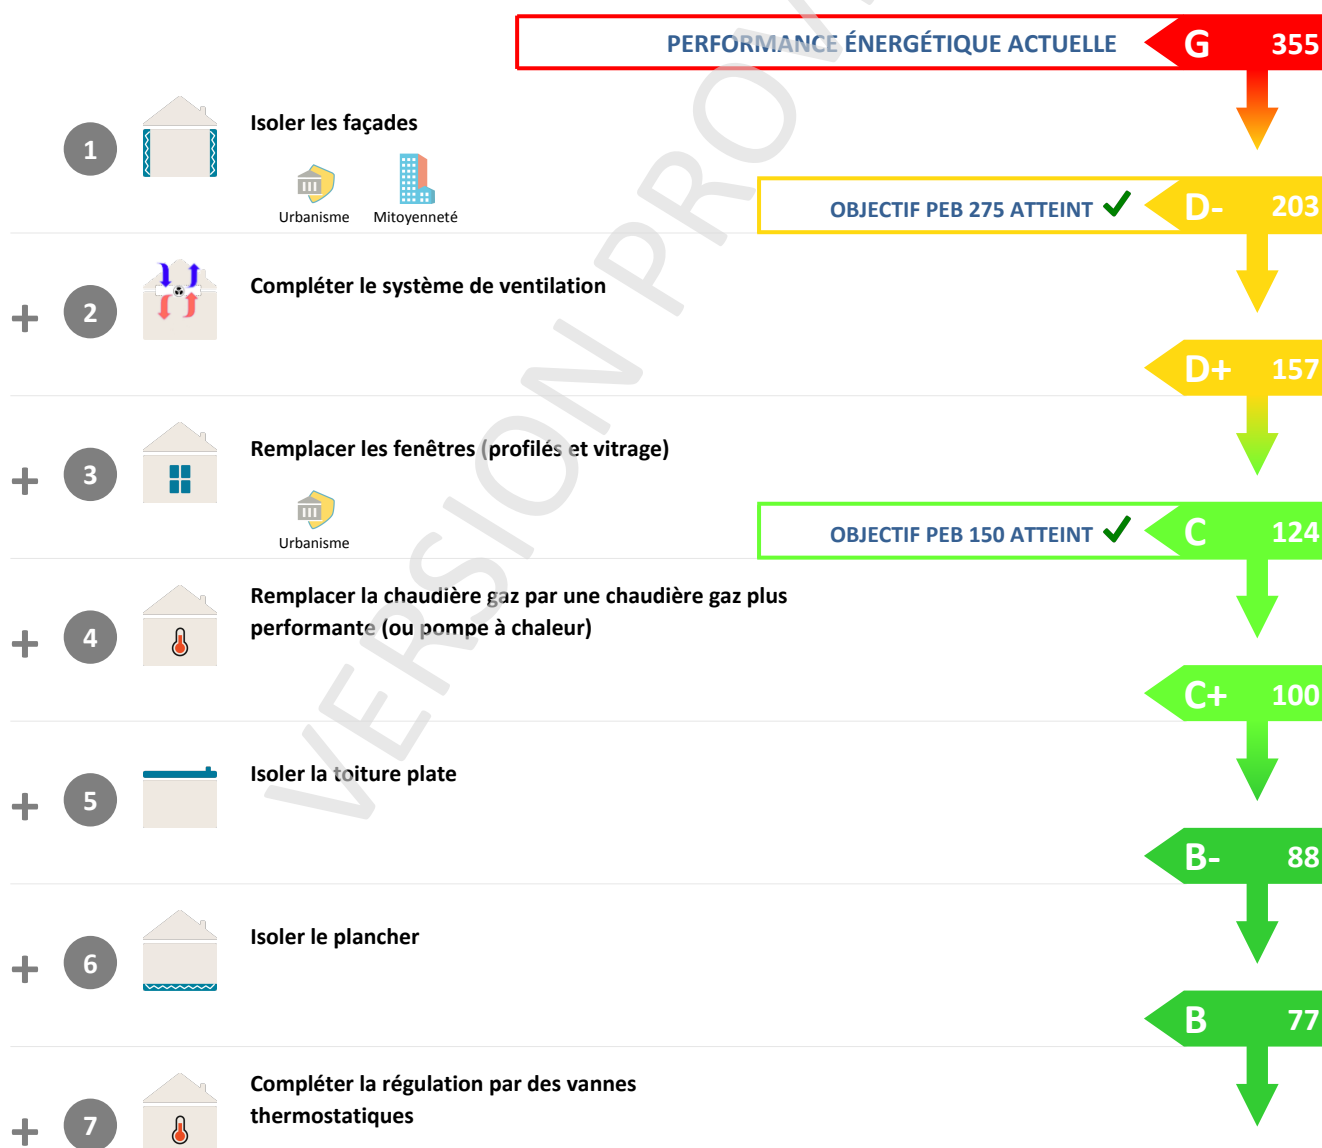 PERFORMANCE ÉNERGÉTIQUE ACTUELLE G 355
1 Isoler les façades
Urbanisme Mitoyenneté
OBJECTIF PEB 275 ATTEINT D- 203
+ 2 Compléter le système de ventilation
D+ 157
+ 3 Remplacer les fenêtres (profilés et vitrage)
Urbanisme
OBJECTIF PEB 150 ATTEINT C 124
+ 4 Remplacer la chaudière gaz par une chaudière gaz plus
performante (ou pompe à chaleur)
C+ 100
+ 5 Isoler la toiture plate
B- 88
+ 6 Isoler le plancher
B 77
+ 7 Compléter la régulation par des vannes
thermostatiques
VERSION